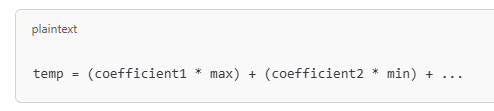 plaintext
temp = (coefficient1 * max) + (coefficient2 * min) + ...